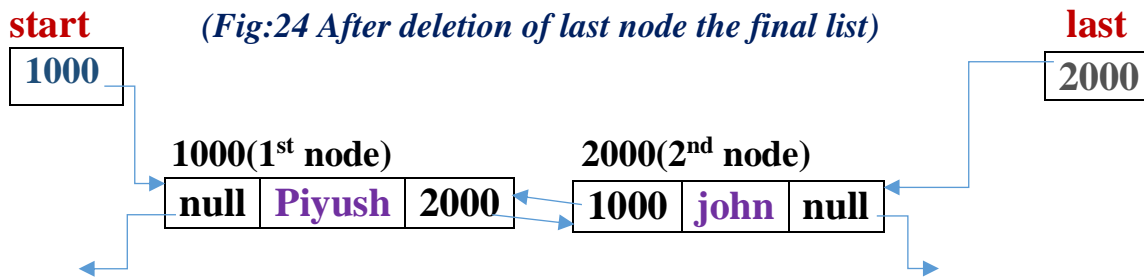 start (Fig:24 After deletion of last node the final list) last
1000 2000
1000(1st node) 2000(2nd node)
null Piyush 2000 1000 john null